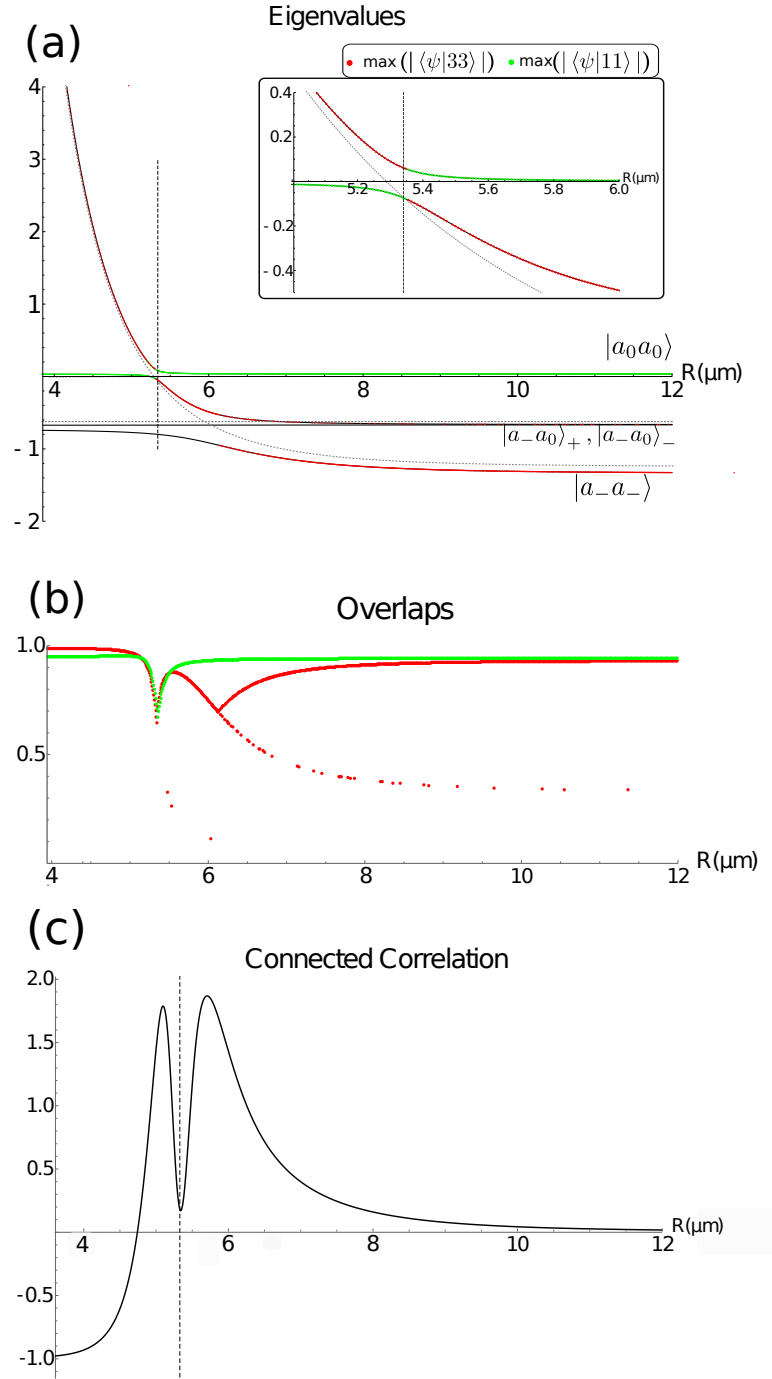 Eigenvalues
(a)
max (| ⟨ψ|33⟩ |) max(| ⟨ψ|11⟩ |)
4
3
2
1
- 1
- 2
0.4
0.2
- 0.2
- 0.4
5.2 5.4 5.6 5.8 6.0
R(μm)
|a₀a₀⟩
R(μm)
4 6 8 10 12
|a₋a₀⟩₊ , |a₋a₀⟩₋
|a₋a₋⟩
(b)
Overlaps
1.0
0.5
R(μm)
4 6 8 10 12
(c)
Connected Correlation
2.0
1.5
1.0
0.5
R(μm)
4 6 8 10 12
-0.5
-1.0